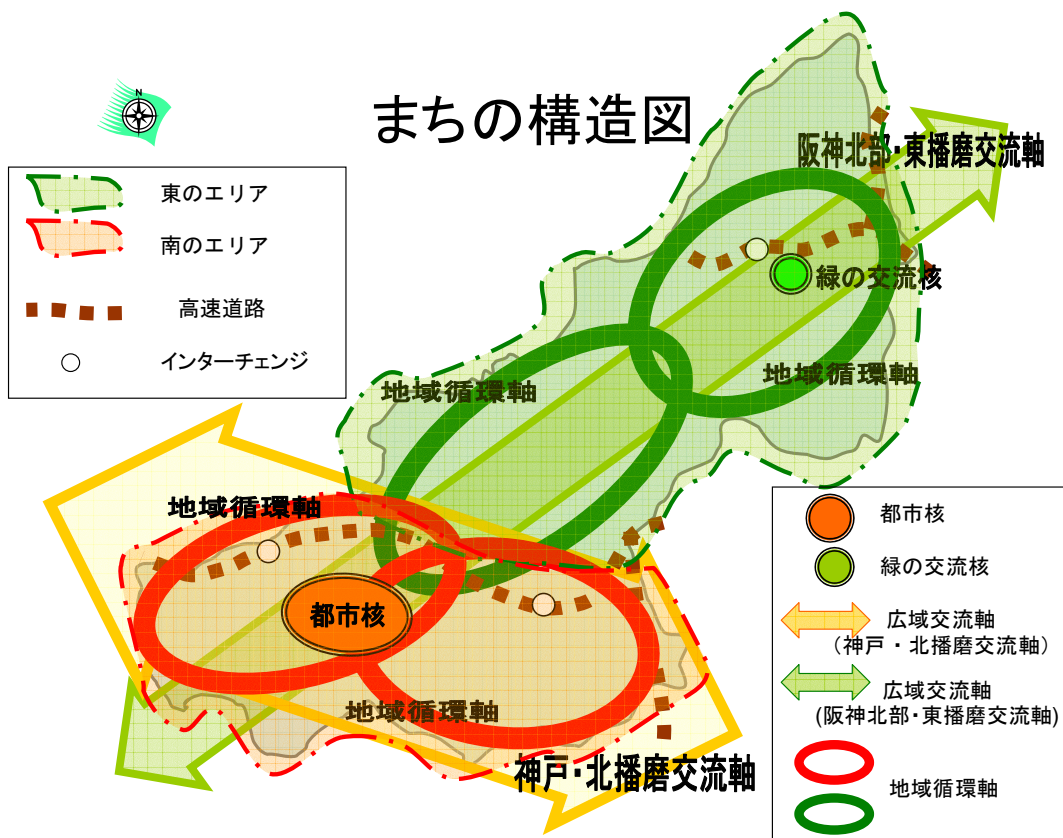 まちの構造図
N
東のエリア
南のエリア
高速道路
インターチェンジ
阪神北部・東播磨交流軸
緑の交流核
地域循環軸
地域循環軸
地域循環軸
都市核
地域循環軸
神戸・北播磨交流軸
都市核
緑の交流核
広域交流軸
（神戸・北播磨交流軸）
広域交流軸
(阪神北部・東播磨交流軸)
地域循環軸